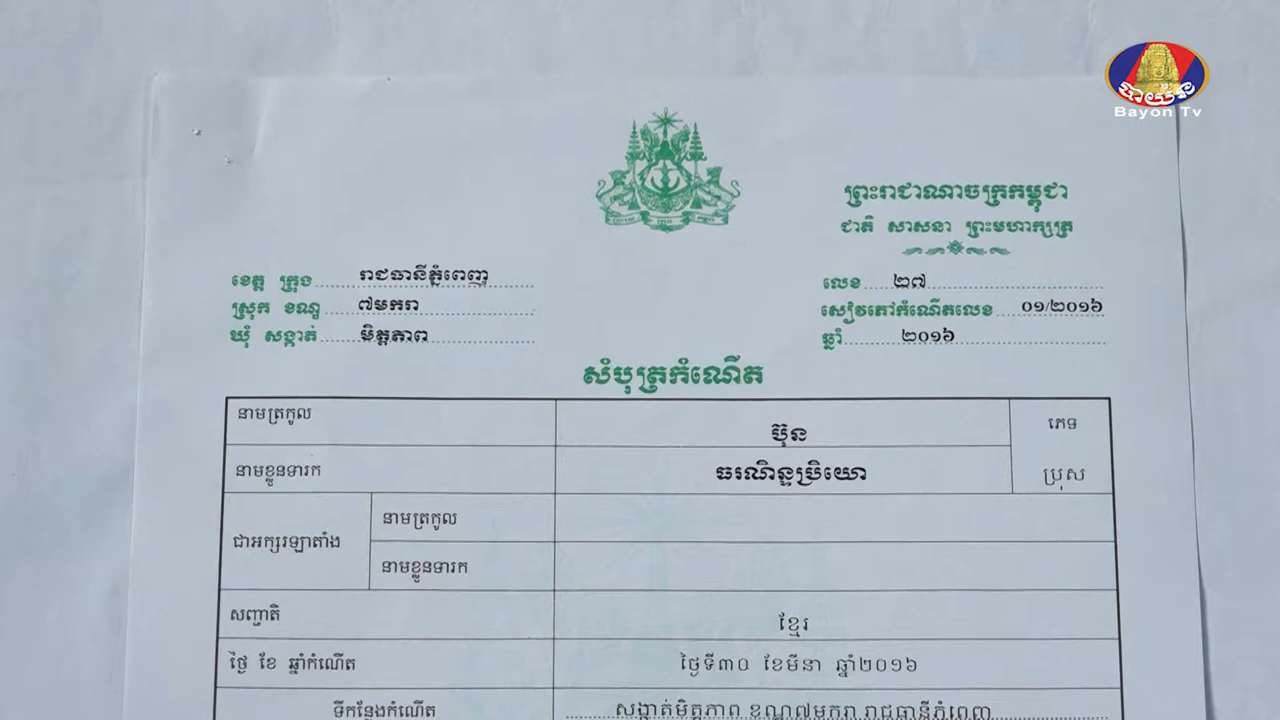 បាយ័ន
Bayon Tv
ព្រះរាជាណាចក្រកម្ពុជា
ជាតិ សាសនា ព្រះមហាក្សត្រ
ខេត្ត ក្រុង រាជធានីភ្នំពេញ
ស្រុក ខណ្ឌ ៧មករា
ឃុំ សង្កាត់ មិត្តភាព
លេខ ២៧
សៀវភៅកំណើតលេខ ០១/២០១៦
ឆ្នាំ ២០១៦
សំបុត្រកំណើត
នាមត្រកូល ប៊ុន ភេទ
នាមខ្លួនទារក ធរណិន្ទប្រិយោ ប្រុស
ជាអក្សរឡាតាំង នាមត្រកូល
នាមខ្លួនទារក
សញ្ជាតិ ខ្មែរ
ថ្ងៃ ខែ ឆ្នាំកំណើត ថ្ងៃទី៣០ ខែមីនា ឆ្នាំ២០១៦
ទីកន្លែងកំណើត សង្កាត់មិត្តភាព ខណ្ឌ៧មករា រាជធានីភ្នំពេញ